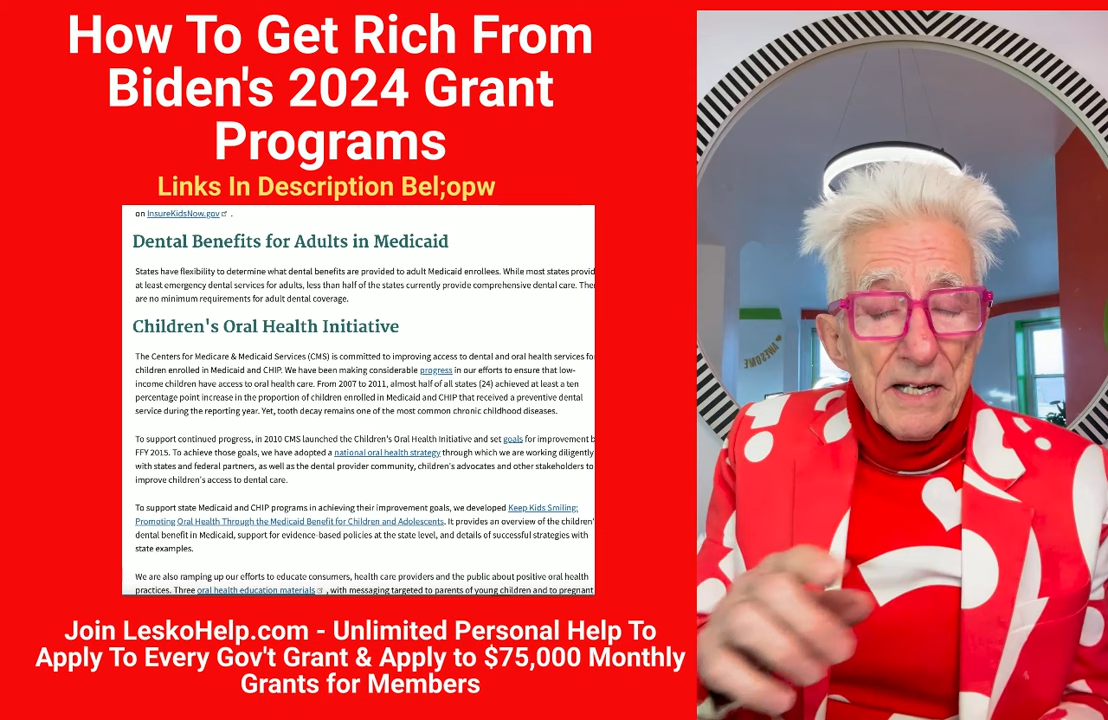 How To Get Rich From
Biden's 2024 Grant
Programs
Links In Description Bel;opw
on InsureKidsNow.gov .
Dental Benefits for Adults in Medicaid
States have flexibility to determine what dental benefits are provided to adult Medicaid enrollees. While most states provid
at least emergency dental services for adults, less than half of the states currently provide comprehensive dental care. Ther
are no minimum requirements for adult dental coverage.
Children's Oral Health Initiative
The Centers for Medicare & Medicaid Services (CMS) is committed to improving access to dental and oral health services for
children enrolled in Medicaid and CHIP. We have been making considerable progress in our efforts to ensure that low-
income children have access to oral health care. From 2007 to 2011, almost half of all states (24) achieved at least a ten
percentage point increase in the proportion of children enrolled in Medicaid and CHIP that received a preventive dental
service during the reporting year. Yet, tooth decay remains one of the most common chronic childhood diseases.
To support continued progress, in 2010 CMS launched the Children's Oral Health Initiative and set goals for improvement b
FFY 2015. To achieve those goals, we have adopted a national oral health strategy through which we are working diligently
with states and federal partners, as well as the dental provider community, children's advocates and other stakeholders to
improve children's access to dental care.
To support state Medicaid and CHIP programs in achieving their improvement goals, we developed Keep Kids Smiling:
Promoting Oral Health Through the Medicaid Benefit for Children and Adolescents. It provides an overview of the children'
dental benefit in Medicaid, support for evidence-based policies at the state level, and details of successful strategies with
state examples.
We are also ramping up our efforts to educate consumers, health care providers and the public about positive oral health
practices. Three oral health education materials , with messaging targeted to parents of young children and to pregnant
AWESOME
Join LeskoHelp.com - Unlimited Personal Help To
Apply To Every Gov't Grant & Apply to $75,000 Monthly
Grants for Members